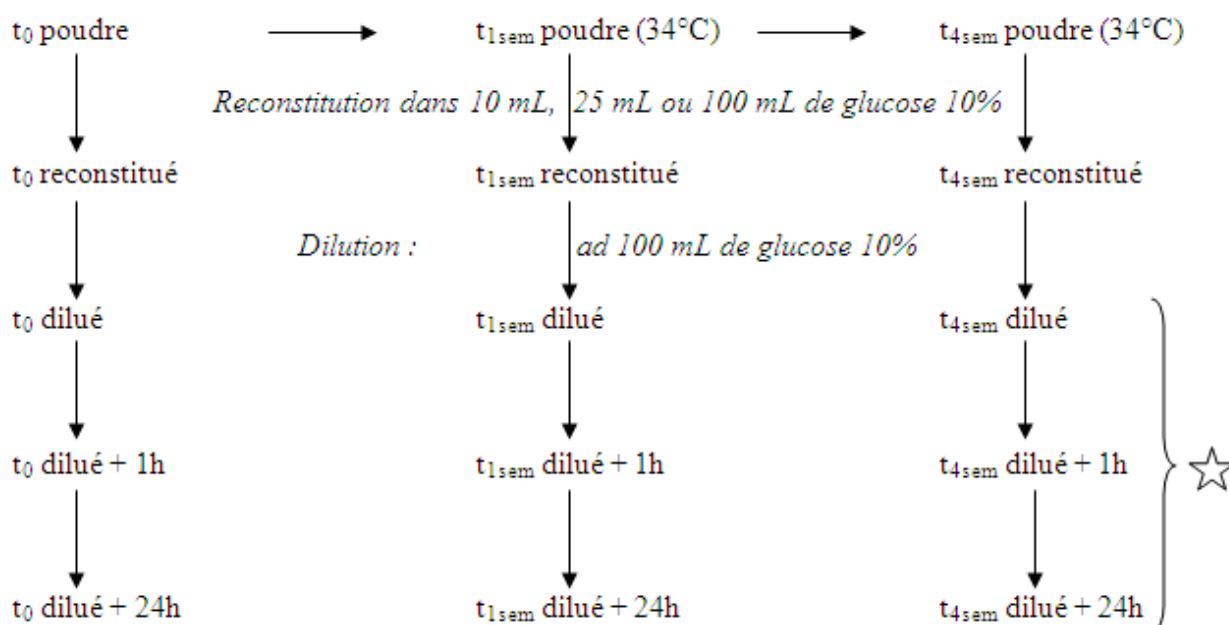 t0 poudre t1sem poudre (34°C) t4sem poudre (34°C)
Reconstitution dans 10 mL, 25 mL ou 100 mL de glucose 10%
t0 reconstitué t1sem reconstitué t4sem reconstitué
Dilution : ad 100 mL de glucose 10%
t0 dilué t1sem dilué t4sem dilué
t0 dilué + 1h t1sem dilué + 1h t4sem dilué + 1h
t0 dilué + 24h t1sem dilué + 24h t4sem dilué + 24h